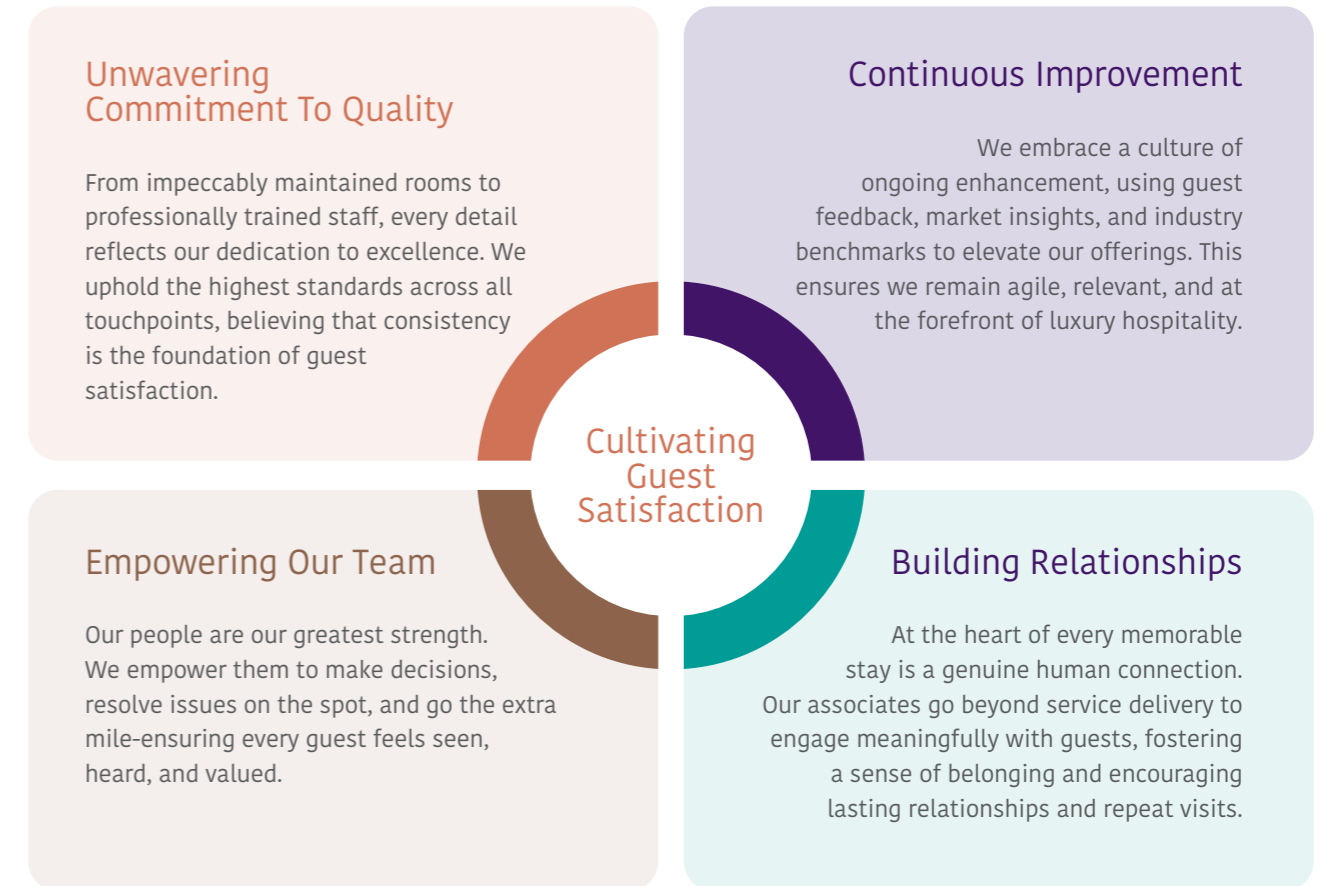 Unwavering
Commitment To Quality
From impeccably maintained rooms to
professionally trained staff, every detail
reflects our dedication to excellence. We
uphold the highest standards across all
touchpoints, believing that consistency
is the foundation of guest
satisfaction.
Continuous Improvement
We embrace a culture of
ongoing enhancement, using guest
feedback, market insights, and industry
benchmarks to elevate our offerings. This
ensures we remain agile, relevant, and at
the forefront of luxury hospitality.
Cultivating
Guest
Satisfaction
Empowering Our Team
Our people are our greatest strength.
We empower them to make decisions,
resolve issues on the spot, and go the extra
mile-ensuring every guest feels seen,
heard, and valued.
Building Relationships
At the heart of every memorable
stay is a genuine human connection.
Our associates go beyond service delivery to
engage meaningfully with guests, fostering
a sense of belonging and encouraging
lasting relationships and repeat visits.